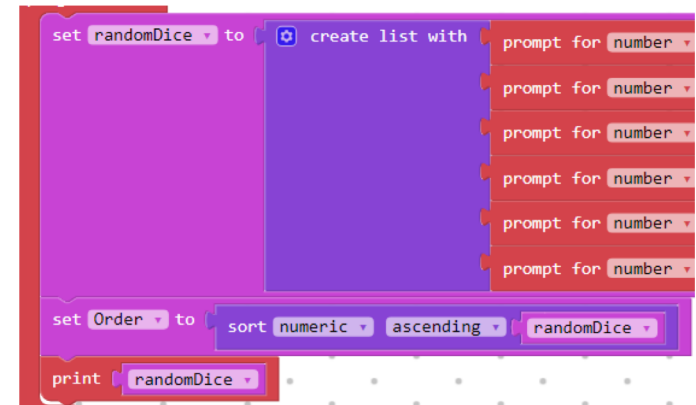 set randomDice to create list with prompt for number
prompt for number
prompt for number
prompt for number
prompt for number
prompt for number
set Order to sort numeric ascending randomDice
print randomDice